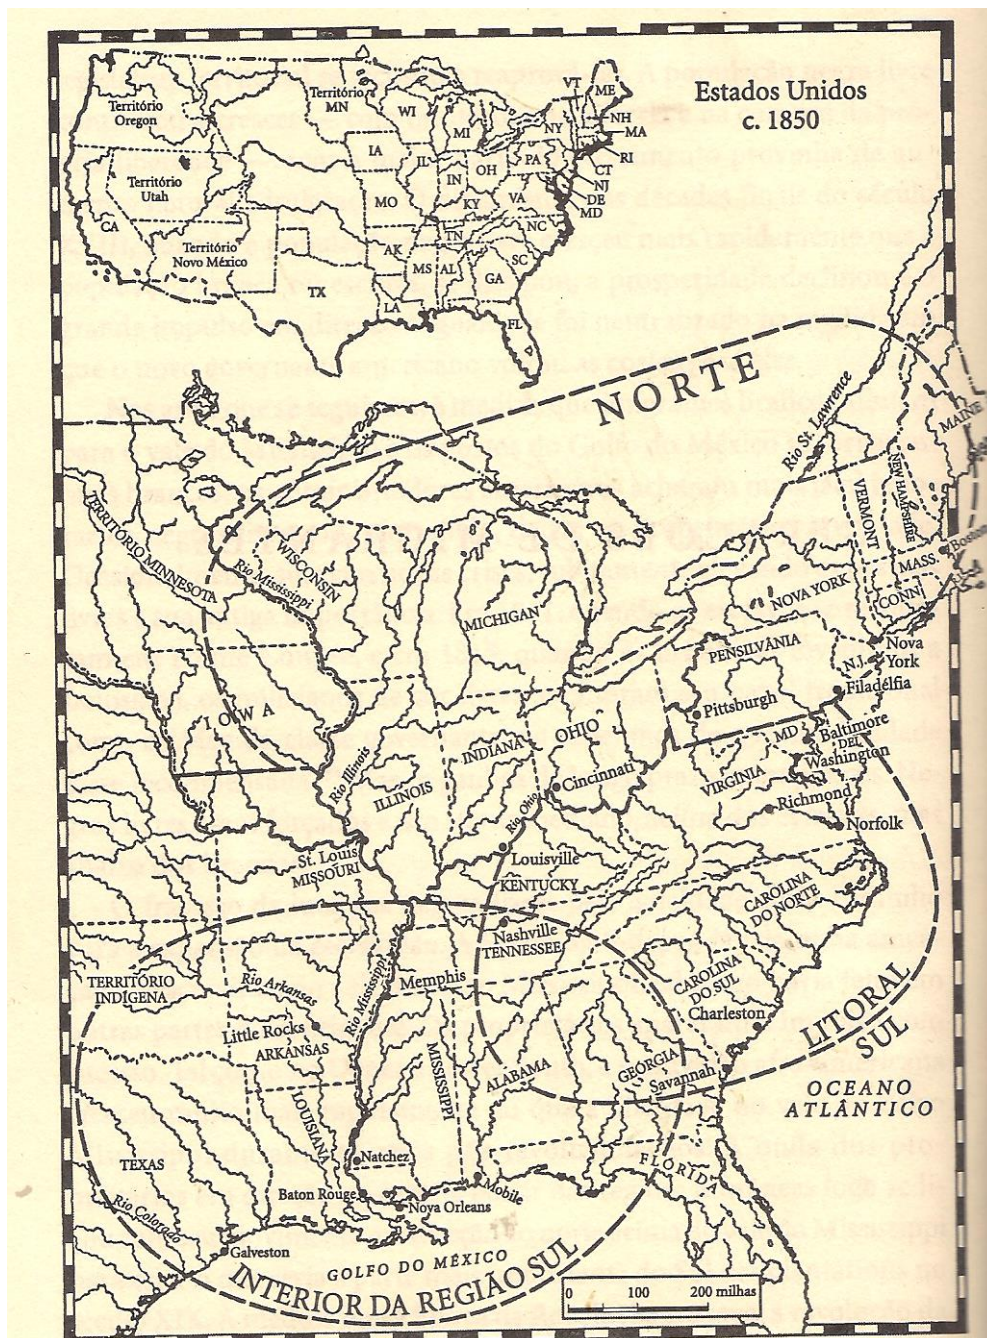 Estados Unidos
c. 1850
Território
Oregon
Território
MN
WI
MI
VT
ME
NH
MA
NY
RI
CT
NJ
DE
MD
PA
IA
IL
IN
OH
Território
Utah
CA
MO
KY
VA
NC
TN
Território
Novo México
AR
SC
MS
AL
GA
TX
LA
FL
NORTE
Rio St. Lawrence
MAINE
NEW HAMPSHIRE
VERMONT
TERRITÓRIO
MINNESOTA
WISCONSIN
Rio Mississippi
MICHIGAN
NOVA YORK
MASS.
Boston
CONN
PENSILVÂNIA
Nova
York
N.J.
Filadélfia
Pittsburgh
IOWA
Rio Illinois
ILLINOIS
INDIANA
OHIO
Cincinnati
Rio Ohio
MD
Baltimore
DEL
Washington
VIRGÍNIA
Richmond
Norfolk
St. Louis
MISSOURI
Louisville
KENTUCKY
Nashville
TENNESSEE
CAROLINA
DO NORTE
TERRITÓRIO
INDÍGENA
Rio Arkansas
Rio Mississippi
Memphis
CAROLINA
DO SUL
Charleston
LITORAL
SUL
Little Rocks
ARKANSAS
MISSISSIPPI
ALABAMA
GEORGIA
Savannah
OCEANO
ATLÂNTICO
LOUISIANA
TEXAS
Natchez
FLÓRIDA
Baton Rouge
Mobile
Nova Orleans
Rio Colorado
Galveston
GOLFO DO MÉXICO
INTERIOR DA REGIÃO SUL
0 100 200 milhas